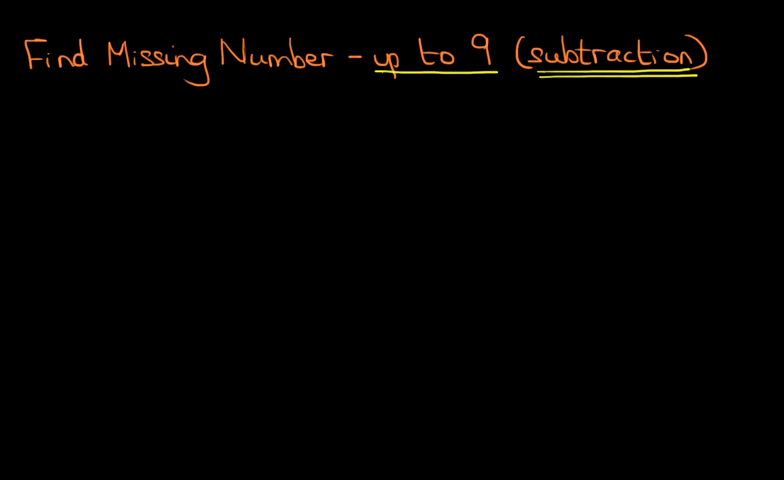 Find Missing Number - up to 9 (subtraction)